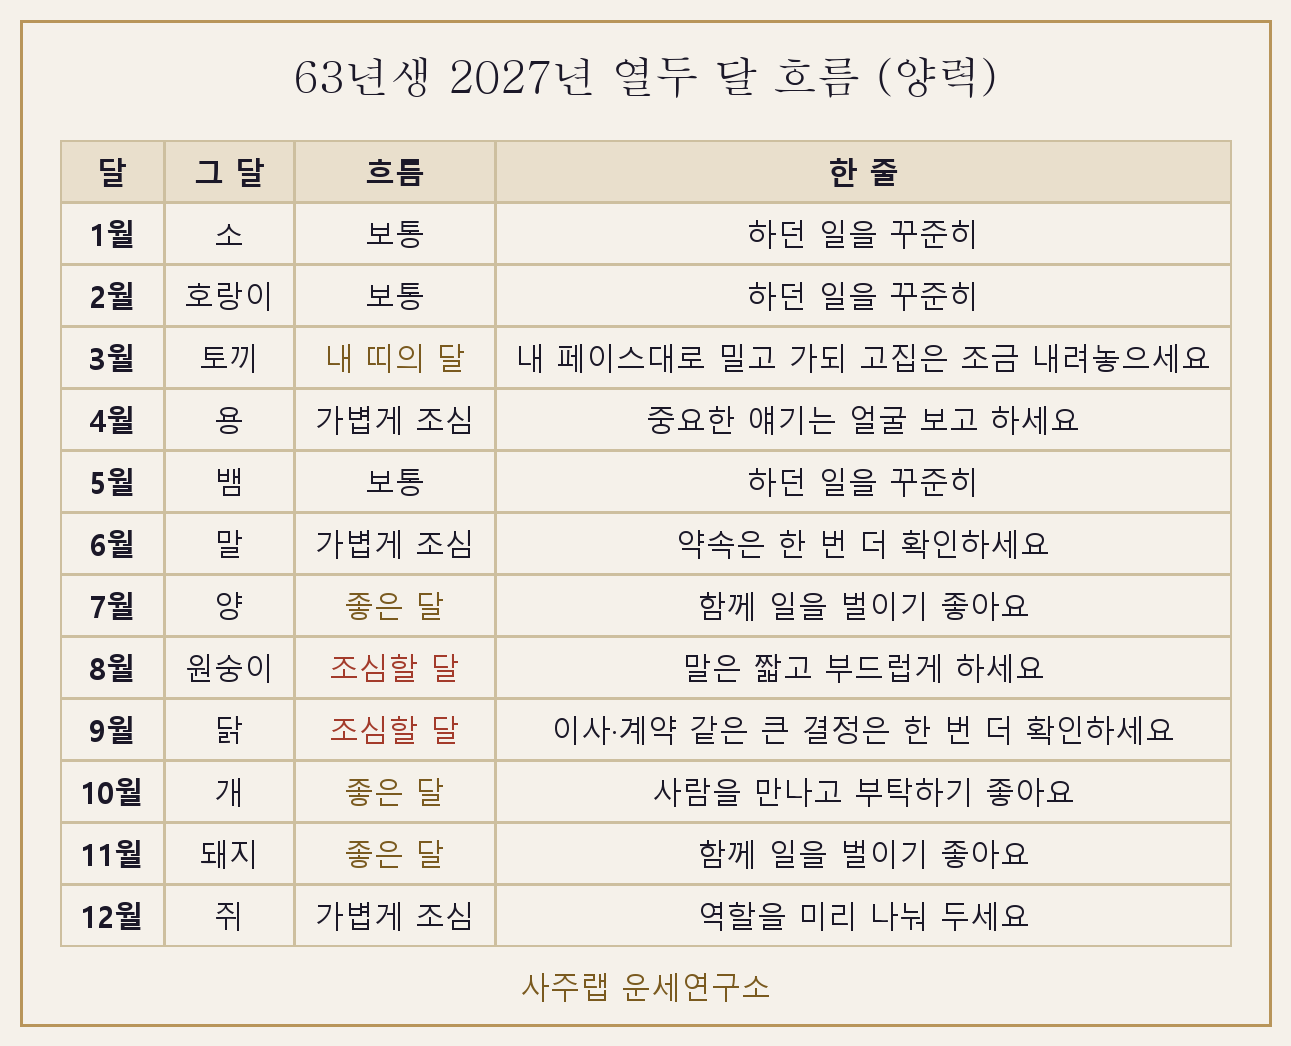 63년생 2027년 열두 달 흐름 (양력)
달 그 달 흐름 한 줄
1월 소 보통 하던 일을 꾸준히
2월 호랑이 보통 하던 일을 꾸준히
3월 토끼 내 띠의 달 내 페이스대로 밀고 가되 고집은 조금 내려놓으세요
4월 용 가볍게 조심 중요한 얘기는 얼굴 보고 하세요
5월 뱀 보통 하던 일을 꾸준히
6월 말 가볍게 조심 약속은 한 번 더 확인하세요
7월 양 좋은 달 함께 일을 벌이기 좋아요
8월 원숭이 조심할 달 말은 짧고 부드럽게 하세요
9월 닭 조심할 달 이사·계약 같은 큰 결정은 한 번 더 확인하세요
10월 개 좋은 달 사람을 만나고 부탁하기 좋아요
11월 돼지 좋은 달 함께 일을 벌이기 좋아요
12월 쥐 가볍게 조심 역할을 미리 나눠 두세요
사주랩 운세연구소